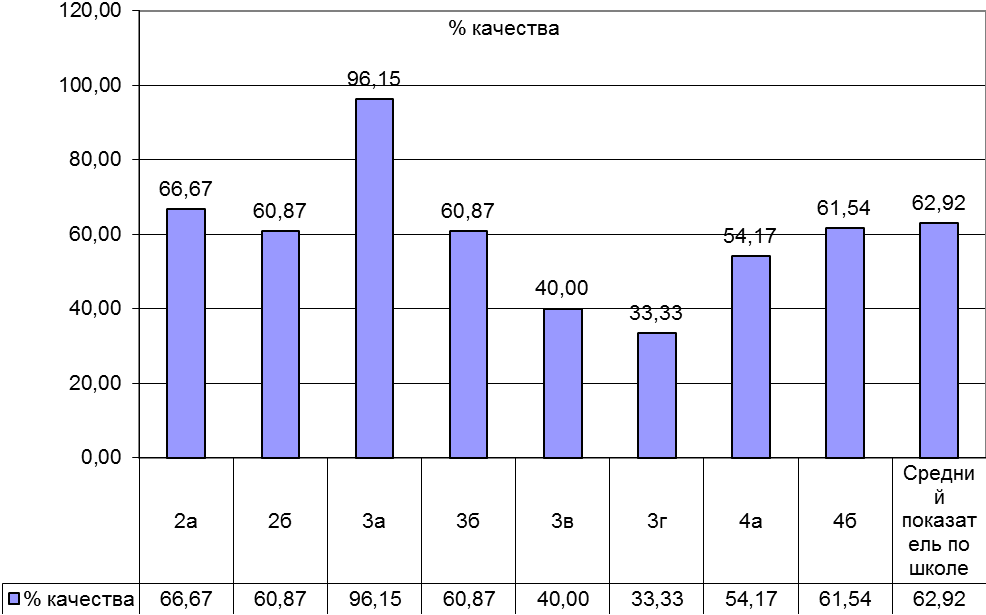 % качества
120,00
100,00
80,00
60,00
40,00
20,00
0,00
66,67
60,87
96,15
60,87
40,00
33,33
54,17
61,54
62,92
2а 2б 3а 3б 3в 3г 4а 4б
Средни
й
показат
ель по
школе
% качества 66,67 60,87 96,15 60,87 40,00 33,33 54,17 61,54 62,92